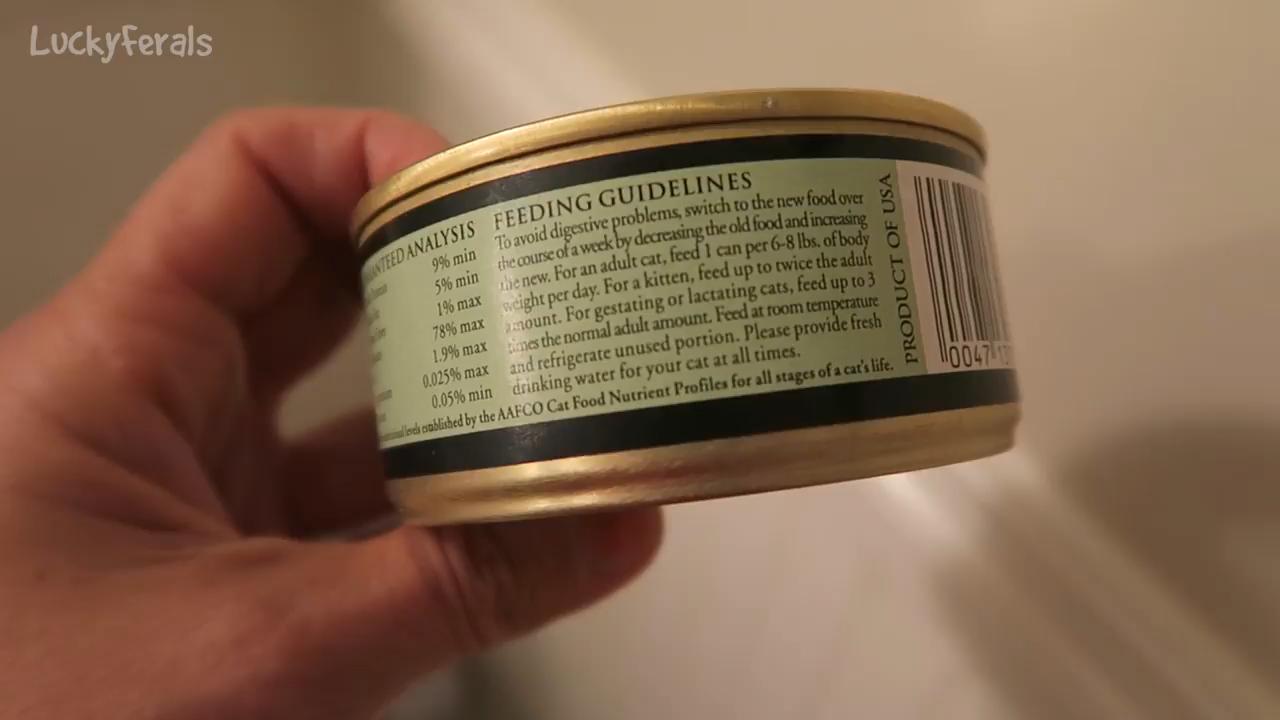 LuckyFerals
ANALYSIS
9% min
5% min
1% max
78% max
1.9% max
0.025% max
0.05% min
levels established by the AAFCO Cat Food Nutrient Profiles for all stages of a cat's life.
FEEDING GUIDELINES
To avoid digestive problems, switch to the new food over
the course of a week by decreasing the old food and increasing
the new. For an adult cat, feed 1 can per 6-8 lbs. of body
weight per day. For a kitten, feed up to twice the adult
amount. For gestating or lactating cats, feed up to 3
times the normal adult amount. Feed at room temperature
and refrigerate unused portion. Please provide fresh
drinking water for your cat at all times.
PRODUCT OF USA
0047